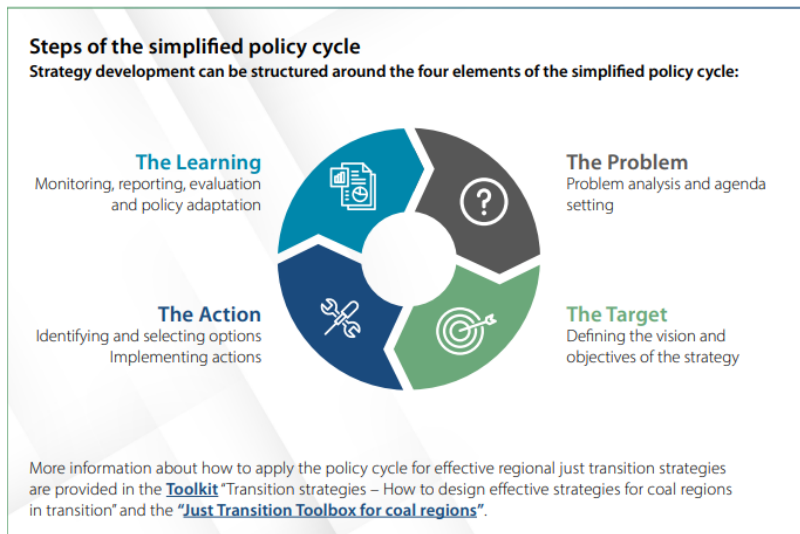 Steps of the simplified policy cycle
Strategy development can be structured around the four elements of the simplified policy cycle:
The Learning
Monitoring, reporting, evaluation
and policy adaptation
The Problem
Problem analysis and agenda
setting
?
The Action
Identifying and selecting options
Implementing actions
The Target
Defining the vision and
objectives of the strategy
More information about how to apply the policy cycle for effective regional just transition strategies
are provided in the Toolkit “Transition strategies – How to design effective strategies for coal regions
in transition” and the “Just Transition Toolbox for coal regions”.